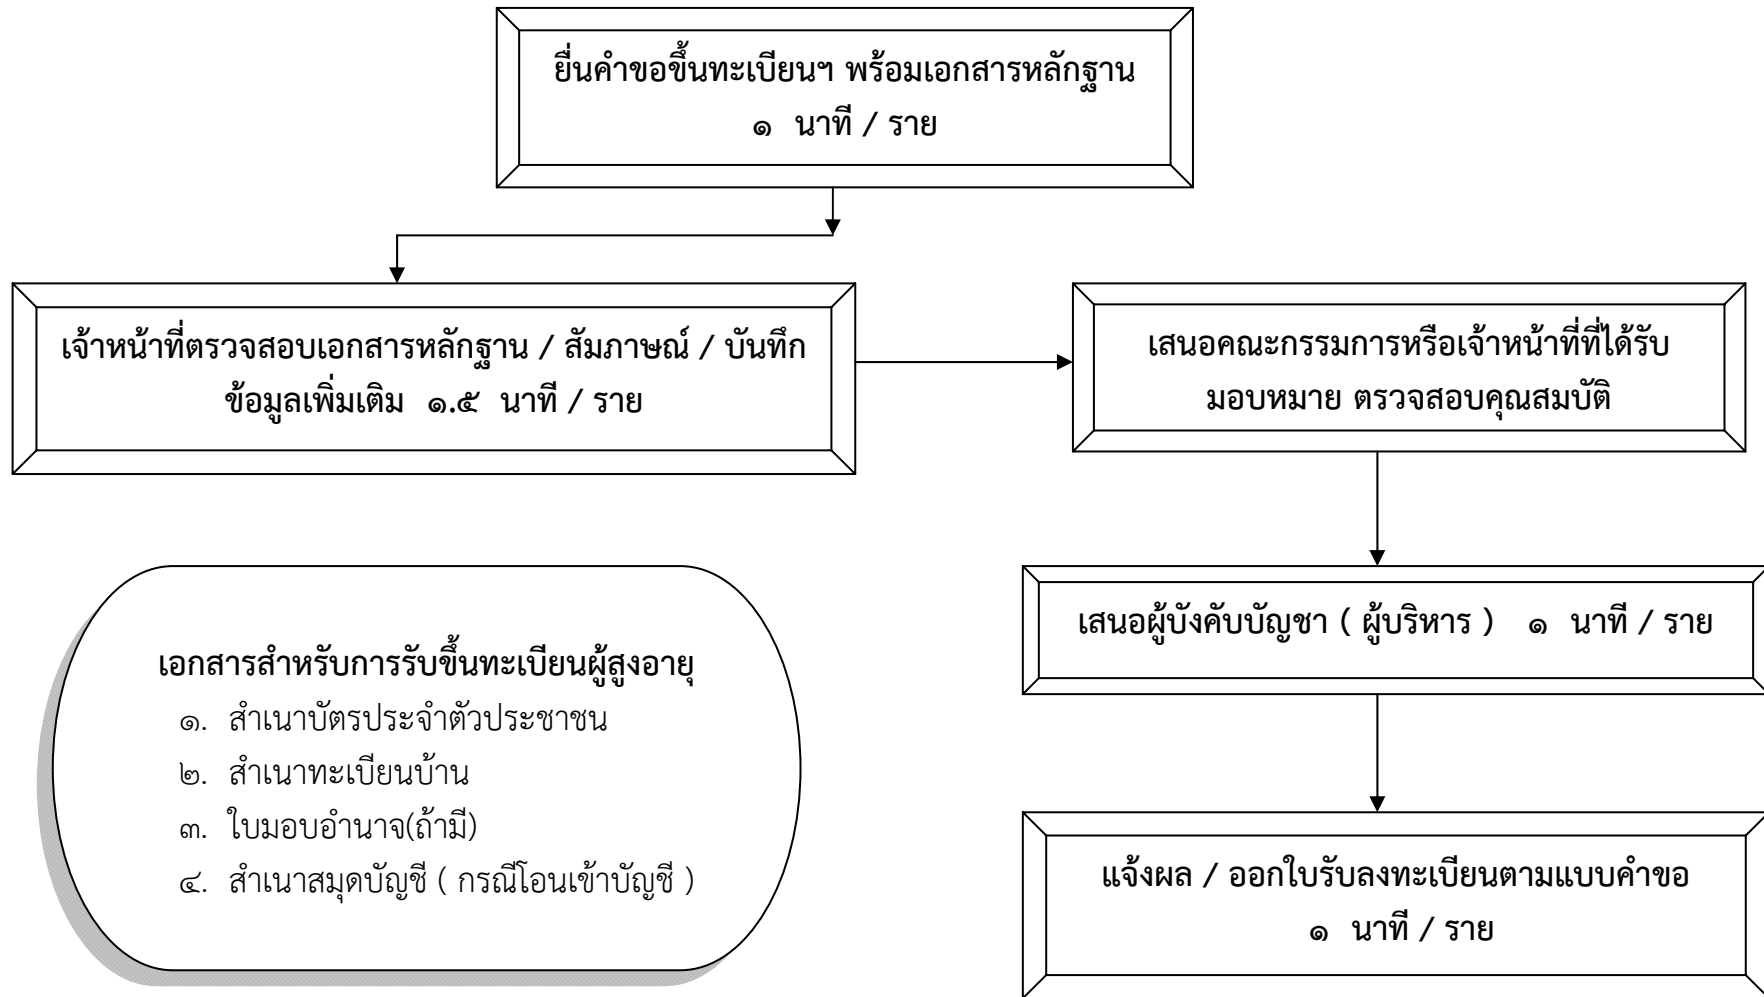 ยื่นคำขอขึ้นทะเบียนฯ พร้อมเอกสารหลักฐาน
๑ นาที / ราย
เจ้าหน้าที่ตรวจสอบเอกสารหลักฐาน / สัมภาษณ์ / บันทึก
ข้อมูลเพิ่มเติม ๑.๕ นาที / ราย
เสนอคณะกรรมการหรือเจ้าหน้าที่ที่ได้รับ
มอบหมาย ตรวจสอบคุณสมบัติ
เสนอผู้บังคับบัญชา ( ผู้บริหาร ) ๑ นาที / ราย
แจ้งผล / ออกใบรับลงทะเบียนตามแบบคำขอ
๑ นาที / ราย
เอกสารสำหรับการรับขึ้นทะเบียนผู้สูงอายุ
๑. สำเนาบัตรประจำตัวประชาชน
๒. สำเนาทะเบียนบ้าน
๓. ใบมอบอำนาจ(ถ้ามี)
๔. สำเนาสมุดบัญชี ( กรณีโอนเข้าบัญชี )